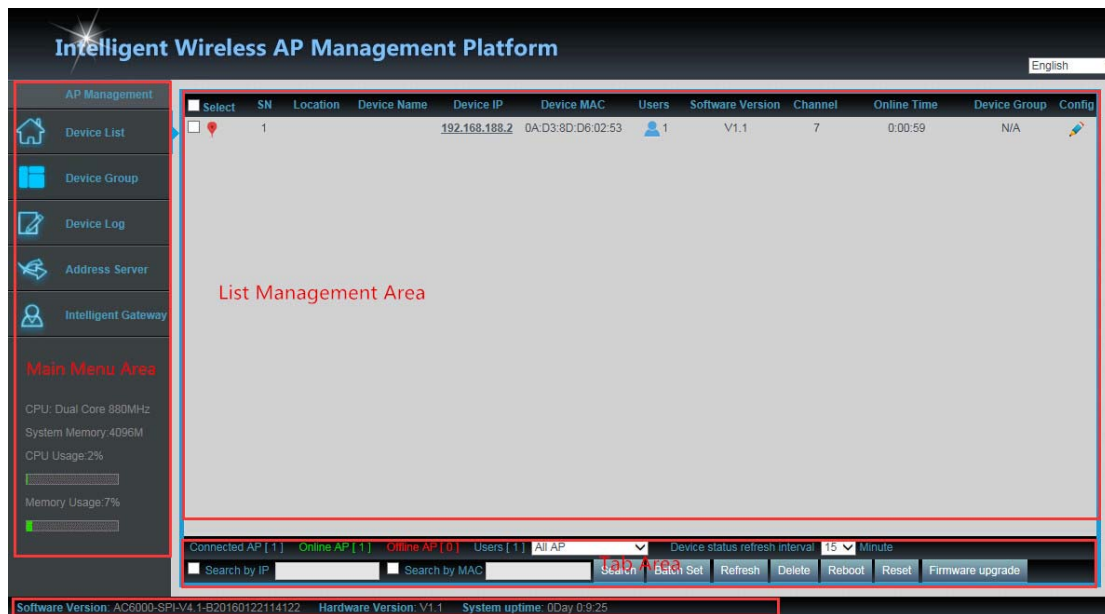 Intelligent Wireless AP Management Platform
English
AP Management
Device List
Device Group
Device Log
Address Server
Intelligent Gateway
Main Menu Area
CPU: Dual Core 880MHz
System Memory:4096M
CPU Usage:2%
Memory Usage:7%
Select SN Location Device Name Device IP Device MAC Users Software Version Channel Online Time Device Group Config
1 192.168.188.2 0A:D3:8D:D6:02:53 1 V1.1 7 0:00:59 N/A
List Management Area
Connected AP [ 1 ] Online AP [ 1 ] Offline AP [ 0 ] Users [ 1 ] All AP Device status refresh interval 15 Minute
Search by IP Search by MAC Search Batch Set Refresh Delete Reboot Reset Firmware upgrade
Tab Area
Software Version: AC6000-SPI-V4.1-B20160122114122 Hardware Version: V1.1 System uptime: 0Day 0:9:25